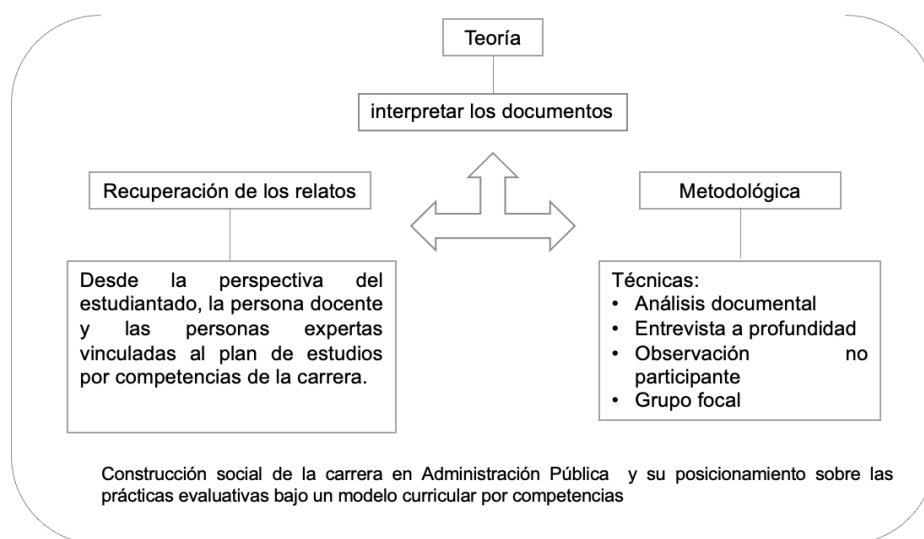 Teoría
interpretar los documentos
Recuperación de los relatos
Metodológica
Desde la perspectiva del
estudiantado, la persona docente
y las personas expertas
vinculadas al plan de estudios
por competencias de la carrera.
Técnicas:
• Análisis documental
• Entrevista a profundidad
• Observación no
participante
• Grupo focal
Construcción social de la carrera en Administración Pública y su posicionamiento sobre las
prácticas evaluativas bajo un modelo curricular por competencias